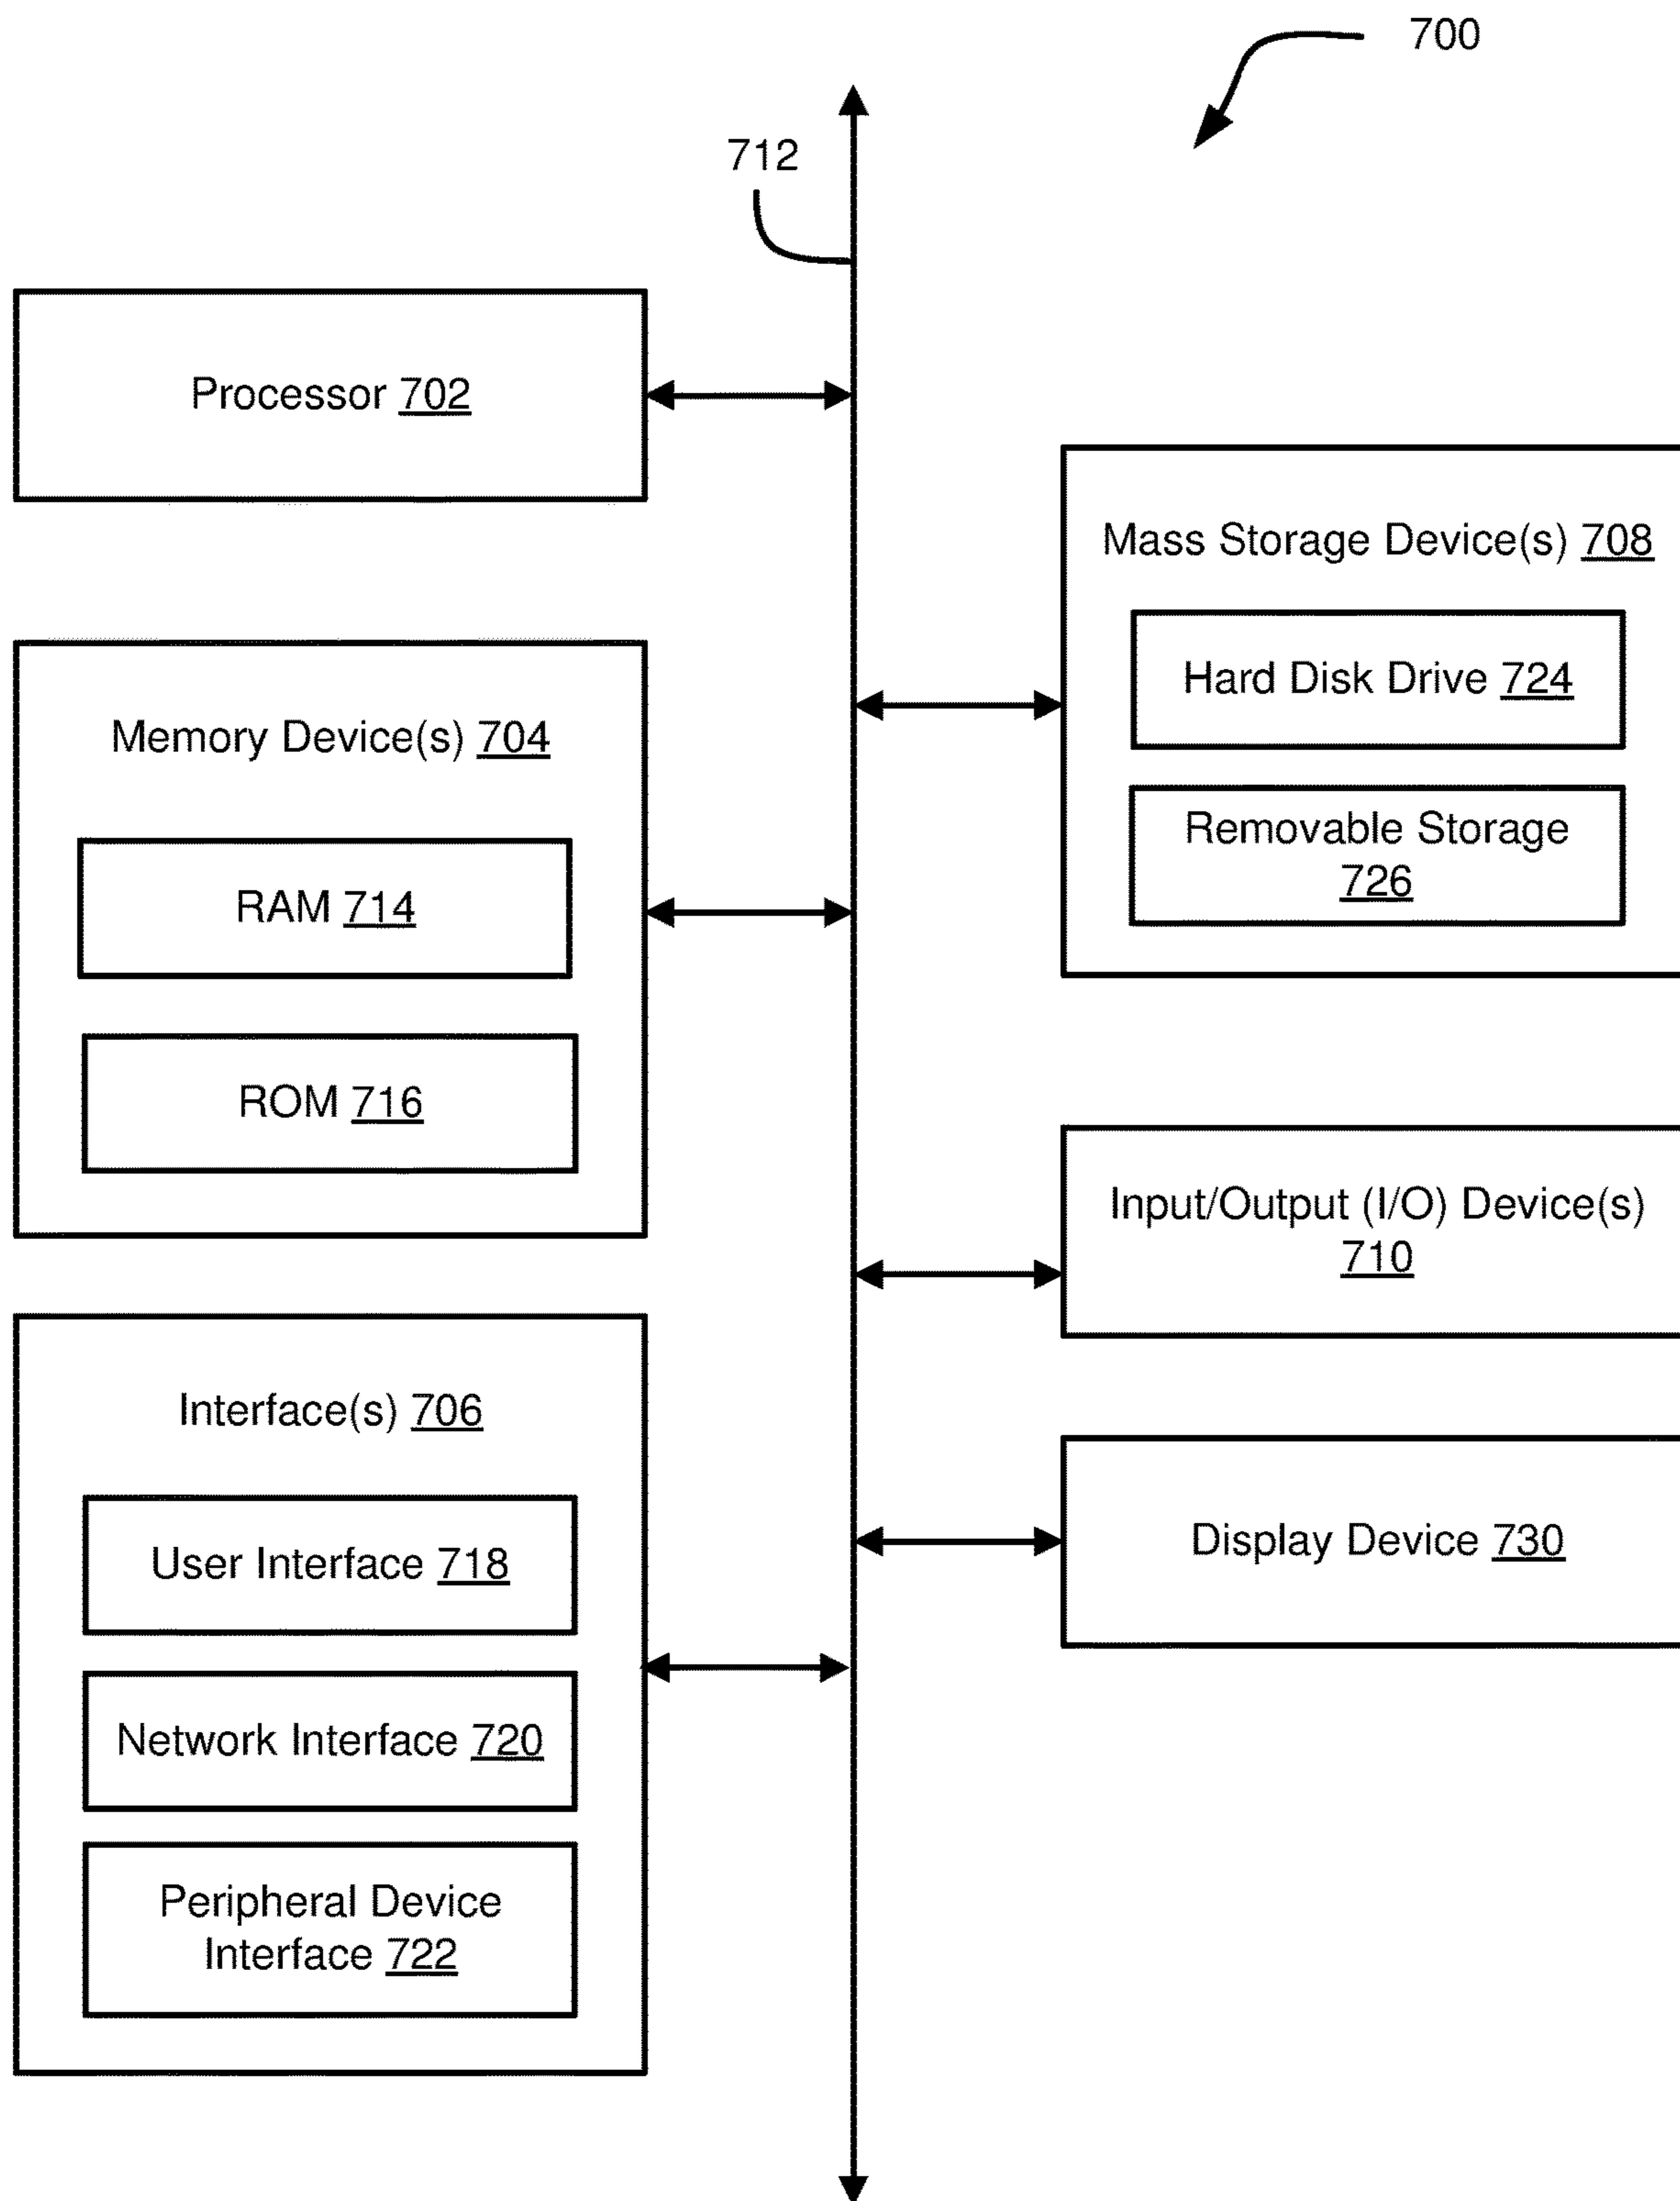 700
712
Processor 702
Memory Device(s) 704
RAM 714
ROM 716
Interface(s) 706
User Interface 718
Network Interface 720
Peripheral Device
Interface 722
Mass Storage Device(s) 708
Hard Disk Drive 724
Removable Storage
726
Input/Output (I/O) Device(s)
710
Display Device 730